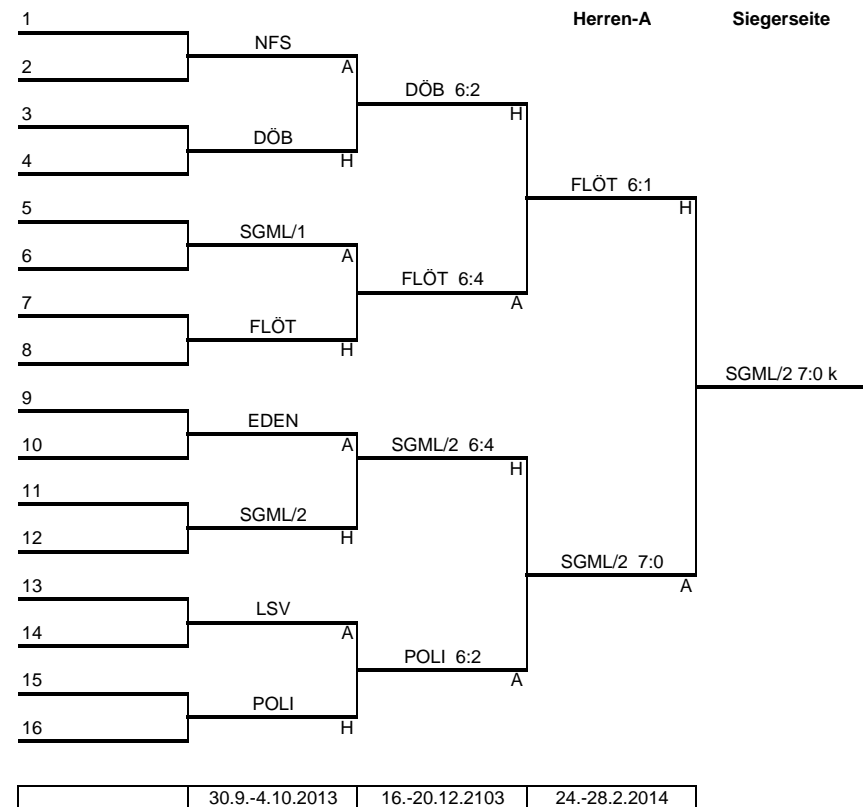 1
Herren-A Siegerseite
NFS
2 A
DÖB 6:2
3 H
DÖB
4 H
FLÖT 6:1
5 H
SGML/1
6 A
FLÖT 6:4
7 A
FLÖT
8 H
SGML/2 7:0 k
9
EDEN
10 A SGML/2 6:4
H
11
SGML/2
12 H
SGML/2 7:0
13 A
LSV
14 A
POLI 6:2
15 A
POLI
16 H
30.9.-4.10.2013 16.-20.12.2103 24.-28.2.2014